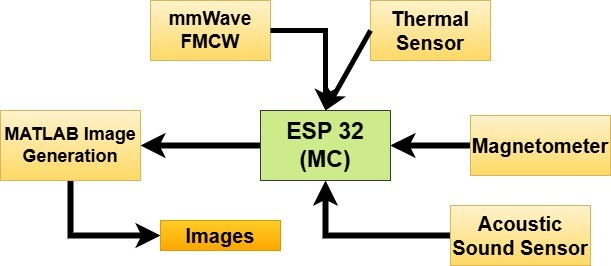 mmWave
FMCW
Thermal
Sensor
MATLAB Image
Generation
ESP 32
(MC)
Magnetometer
Images
Acoustic
Sound Sensor